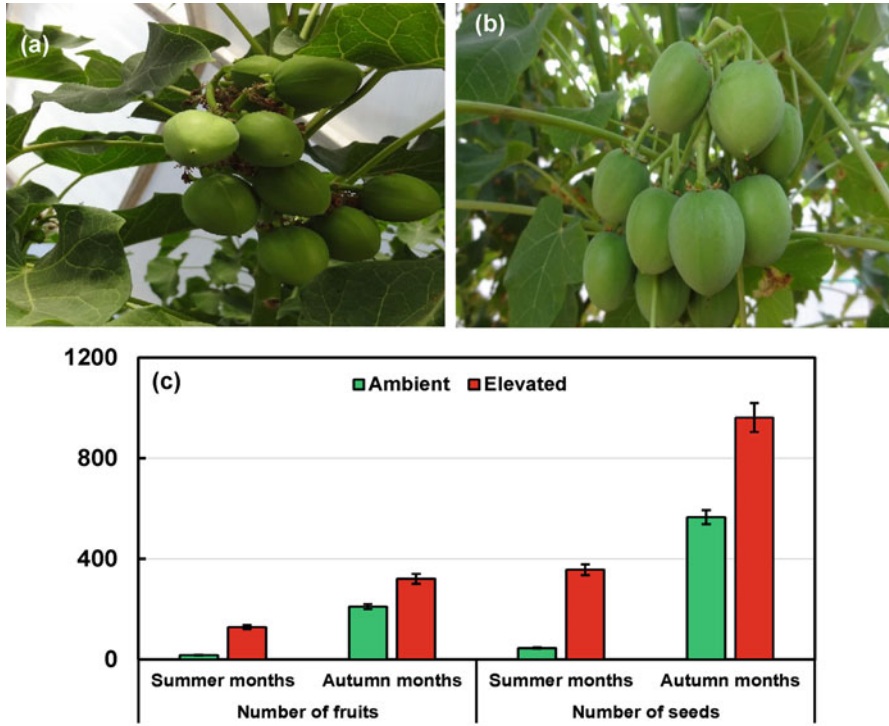 (a)
(b)
(c)
Ambient Elevated
1200
800
400
0
Summer months Autumn months Summer months Autumn months
Number of fruits Number of seeds